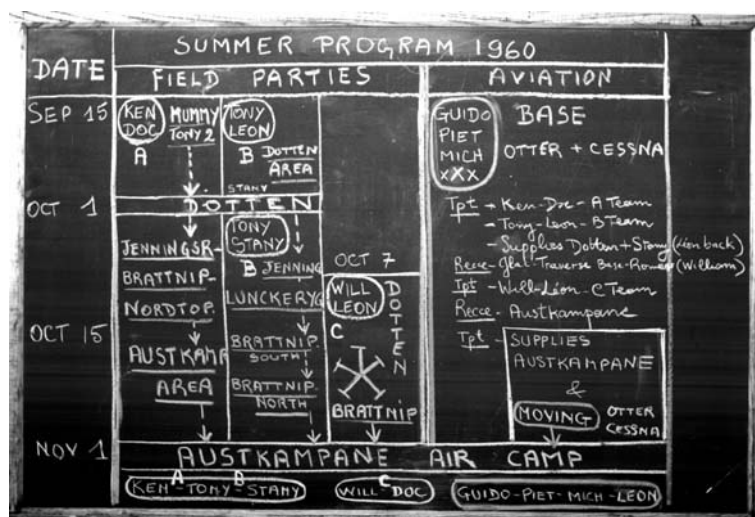 SUMMER PROGRAM 1960
DATE
FIELD PARTIES
AVIATION
SEP 15
KEN
DOC
A
MUMMY
TONY 2
TONY
LEON
B DOTTEN
AREA
STANY
GUIDO
PIET
MICH
XXX
BASE
OTTER + CESSNA
OCT 1
DOTTEN
JENNINGSR-
BRATTNIP-
NORDTOP.
AUSTKAMP
AREA
TONY
STANY
B JENNING
LUNCKERYG
BRATTNIP.
SOUTH
BRATTNIP.
NORTH
OCT 7
WILL
LEON
C
DOTTEN
BRATTNIP
Tpt - Ken-Doc-A Team
- Tony-Leon-B Team
- Supplies Dotten + Stany (Léon back)
Recce - Glac. Traverse Base-Romeo (William)
Tpt - Will-Léon-C Team
Recce - Austkampane
OCT 15
Tpt - SUPPLIES
AUSTKAMPANE
&
MOVING OTTER
CESSNA
NOV 1
AUSTKAMPANE AIR CAMP
A B
KEN-TONY-STANY
C
WILL-DOC
GUIDO-PIET-MICH-LEON